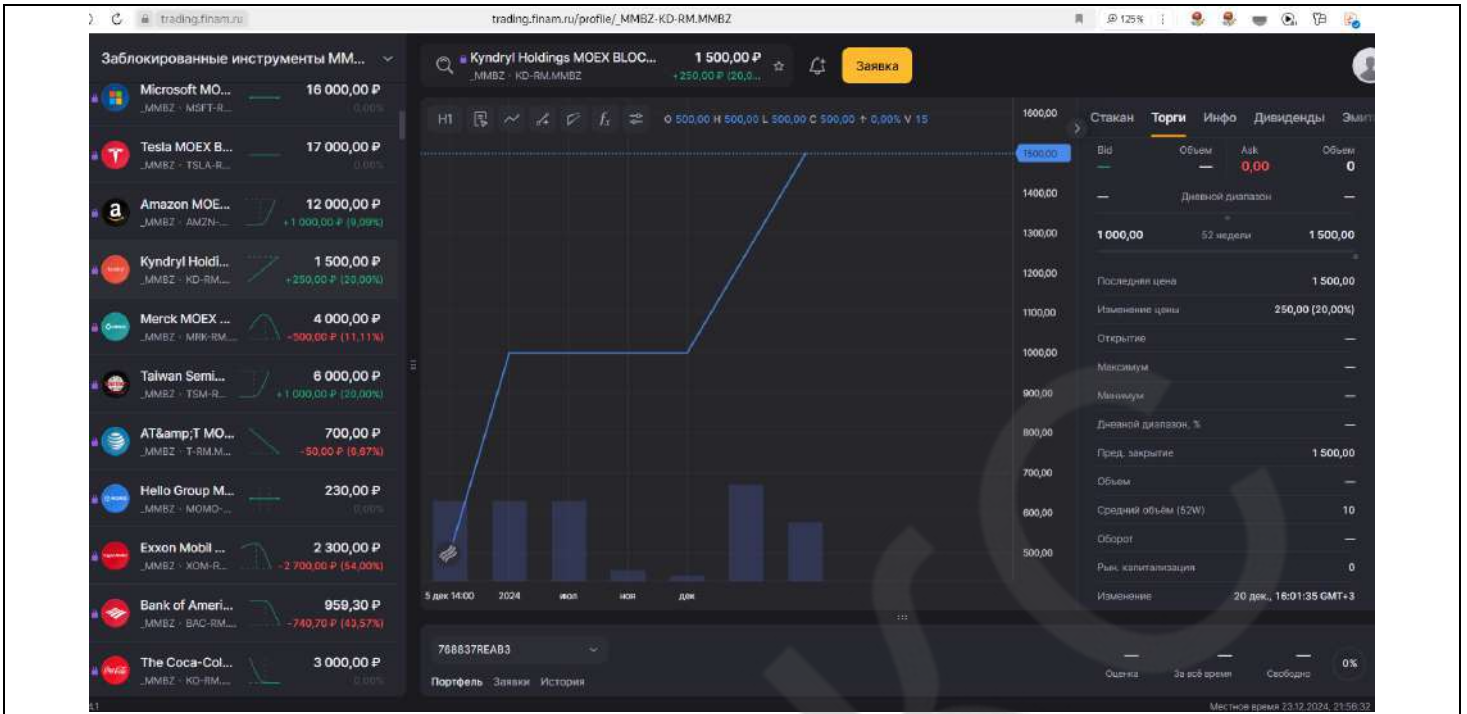 trading.finam.ru
trading.finam.ru/profile/_MMBZ-KD-RM.MMBZ
125%
Заблокированные инструменты ММ...
Kyndryl Holdings MOEX BLOC...
1 500,00 ₽
_MMBZ · KD-RM.MMBZ
+250,00 ₽ (20,0...
Заявка
Microsoft MO...
16 000,00 ₽
_MMBZ · MSFT-R...
0,00%
Tesla MOEX B...
17 000,00 ₽
_MMBZ · TSLA-R...
0,00%
Amazon MOE...
12 000,00 ₽
_MMBZ · AMZN-...
+1 000,00 ₽ (9,09%)
Kyndryl Holdi...
1 500,00 ₽
_MMBZ · KD-RM....
+250,00 ₽ (20,00%)
Merck MOEX ...
4 000,00 ₽
_MMBZ · MRK-RM....
-500,00 ₽ (11,11%)
Taiwan Semi...
6 000,00 ₽
_MMBZ · TSM-R...
+1 000,00 ₽ (20,00%)
AT&amp;T MO...
700,00 ₽
_MMBZ · T-RM.M...
-50,00 ₽ (6,67%)
Hello Group M...
230,00 ₽
_MMBZ · MOMO-...
0,00%
Exxon Mobil ...
2 300,00 ₽
_MMBZ · XOM-R...
-2 700,00 ₽ (54,00%)
Bank of Ameri...
959,30 ₽
_MMBZ · BAC-RM....
-740,70 ₽ (43,57%)
The Coca-Col...
3 000,00 ₽
_MMBZ · KO-RM....
0,00%
H1
O 500,00 H 500,00 L 500,00 C 500,00 + 0,00% V 15
1600,00
1500,00
1400,00
1300,00
1200,00
1100,00
1000,00
900,00
800,00
700,00
600,00
500,00
5 дек 14:00 2024 июл ноя дек
Стакан Торги Инфо Дивиденды Эмит
Bid Объем Ask Объем
— — 0,00 0
— Дневной диапазон —
1 000,00 52 недели 1 500,00
Последняя цена 1 500,00
Изменение цены 250,00 (20,00%)
Открытие —
Максимум —
Минимум —
Дневной диапазон, % —
Пред. закрытие 1 500,00
Объем —
Средний объём (52W) 10
Оборот —
Рын. капитализация 0
Изменение 20 дек., 16:01:35 GMT+3
768837REAB3
Портфель Заявки История
— — — 0%
Оценка За всё время Свободно
Местное время 23.12.2024, 21:56:32